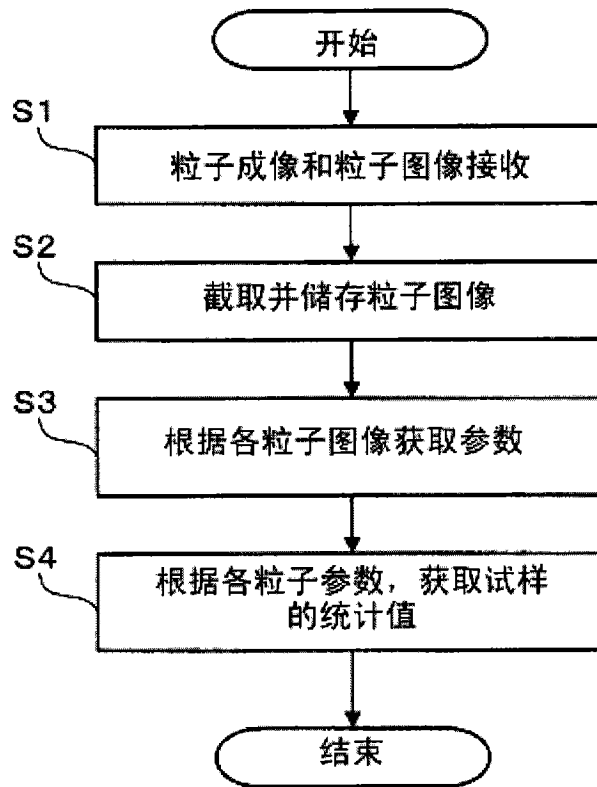 开始
S1
粒子成像和粒子图像接收
S2
截取并储存粒子图像
S3
根据各粒子图像获取参数
S4
根据各粒子参数，获取试样
的统计值
结束